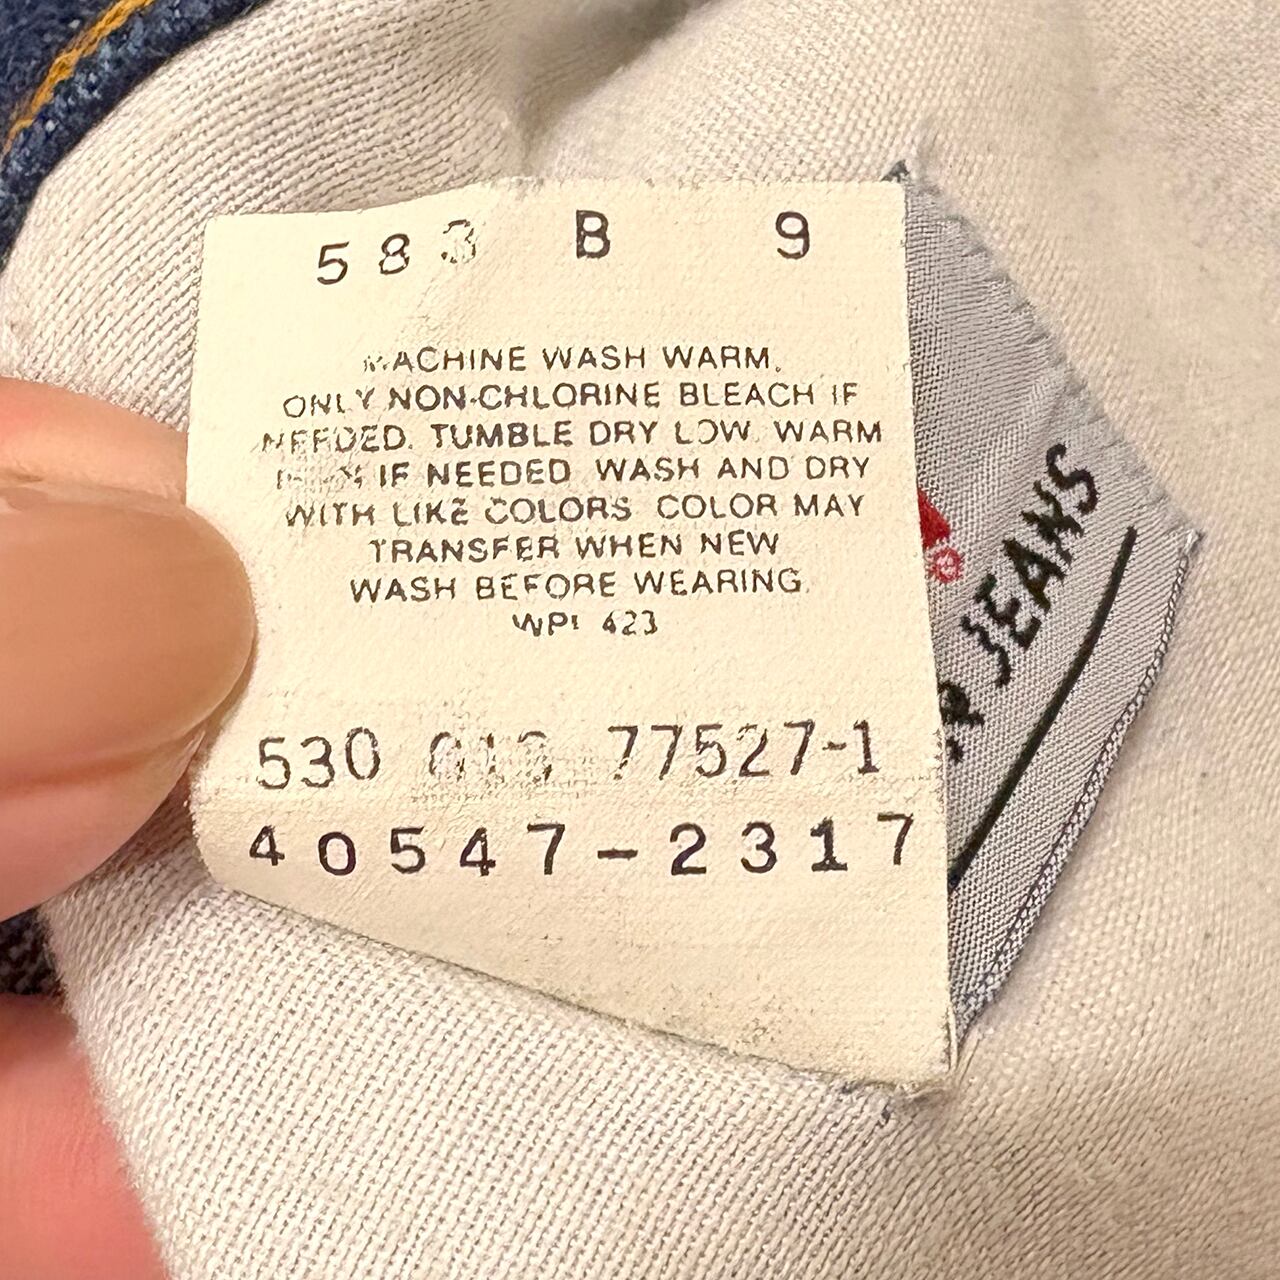 583 B 9
MACHINE WASH WARM.
ONLY NON-CHLORINE BLEACH IF
NEEDED. TUMBLE DRY LOW. WARM
IF NEEDED WASH AND DRY
WITH LIKE COLORS COLOR MAY
TRANSFER WHEN NEW
WASH BEFORE WEARING.
WPL 423
530 77527-1
40547-2317
JEANS